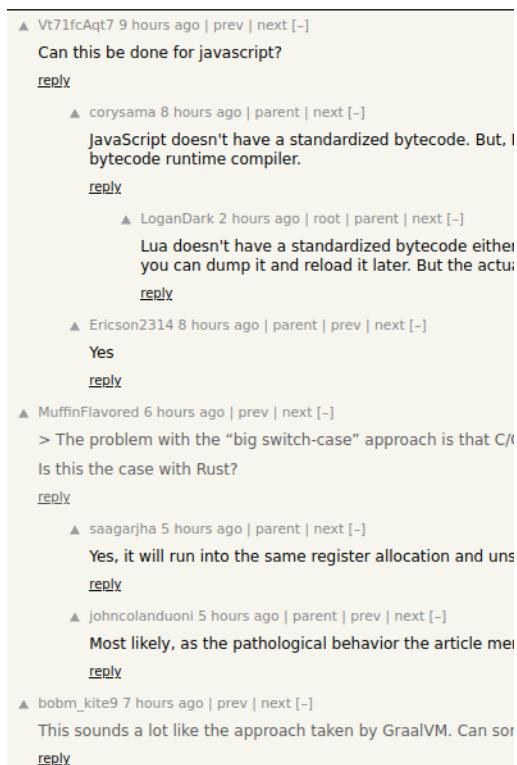 ▲ Vt71fcAqt7 9 hours ago | prev | next [–]
Can this be done for javascript?
reply
▲ corysama 8 hours ago | parent | next [–]
JavaScript doesn't have a standardized bytecode. But,
bytecode runtime compiler.
reply
▲ LoganDark 2 hours ago | root | parent | next [–]
Lua doesn't have a standardized bytecode either
you can dump it and reload it later. But the actua
reply
▲ Ericson2314 8 hours ago | parent | prev | next [–]
Yes
reply
▲ MuffinFlavored 6 hours ago | prev | next [–]
> The problem with the “big switch-case” approach is that C/
Is this the case with Rust?
reply
▲ saagarjha 5 hours ago | parent | next [–]
Yes, it will run into the same register allocation and uns
reply
▲ johncolanduoni 5 hours ago | parent | prev | next [–]
Most likely, as the pathological behavior the article me
reply
▲ bobm_kite9 7 hours ago | prev | next [–]
This sounds a lot like the approach taken by GraalVM. Can so
reply